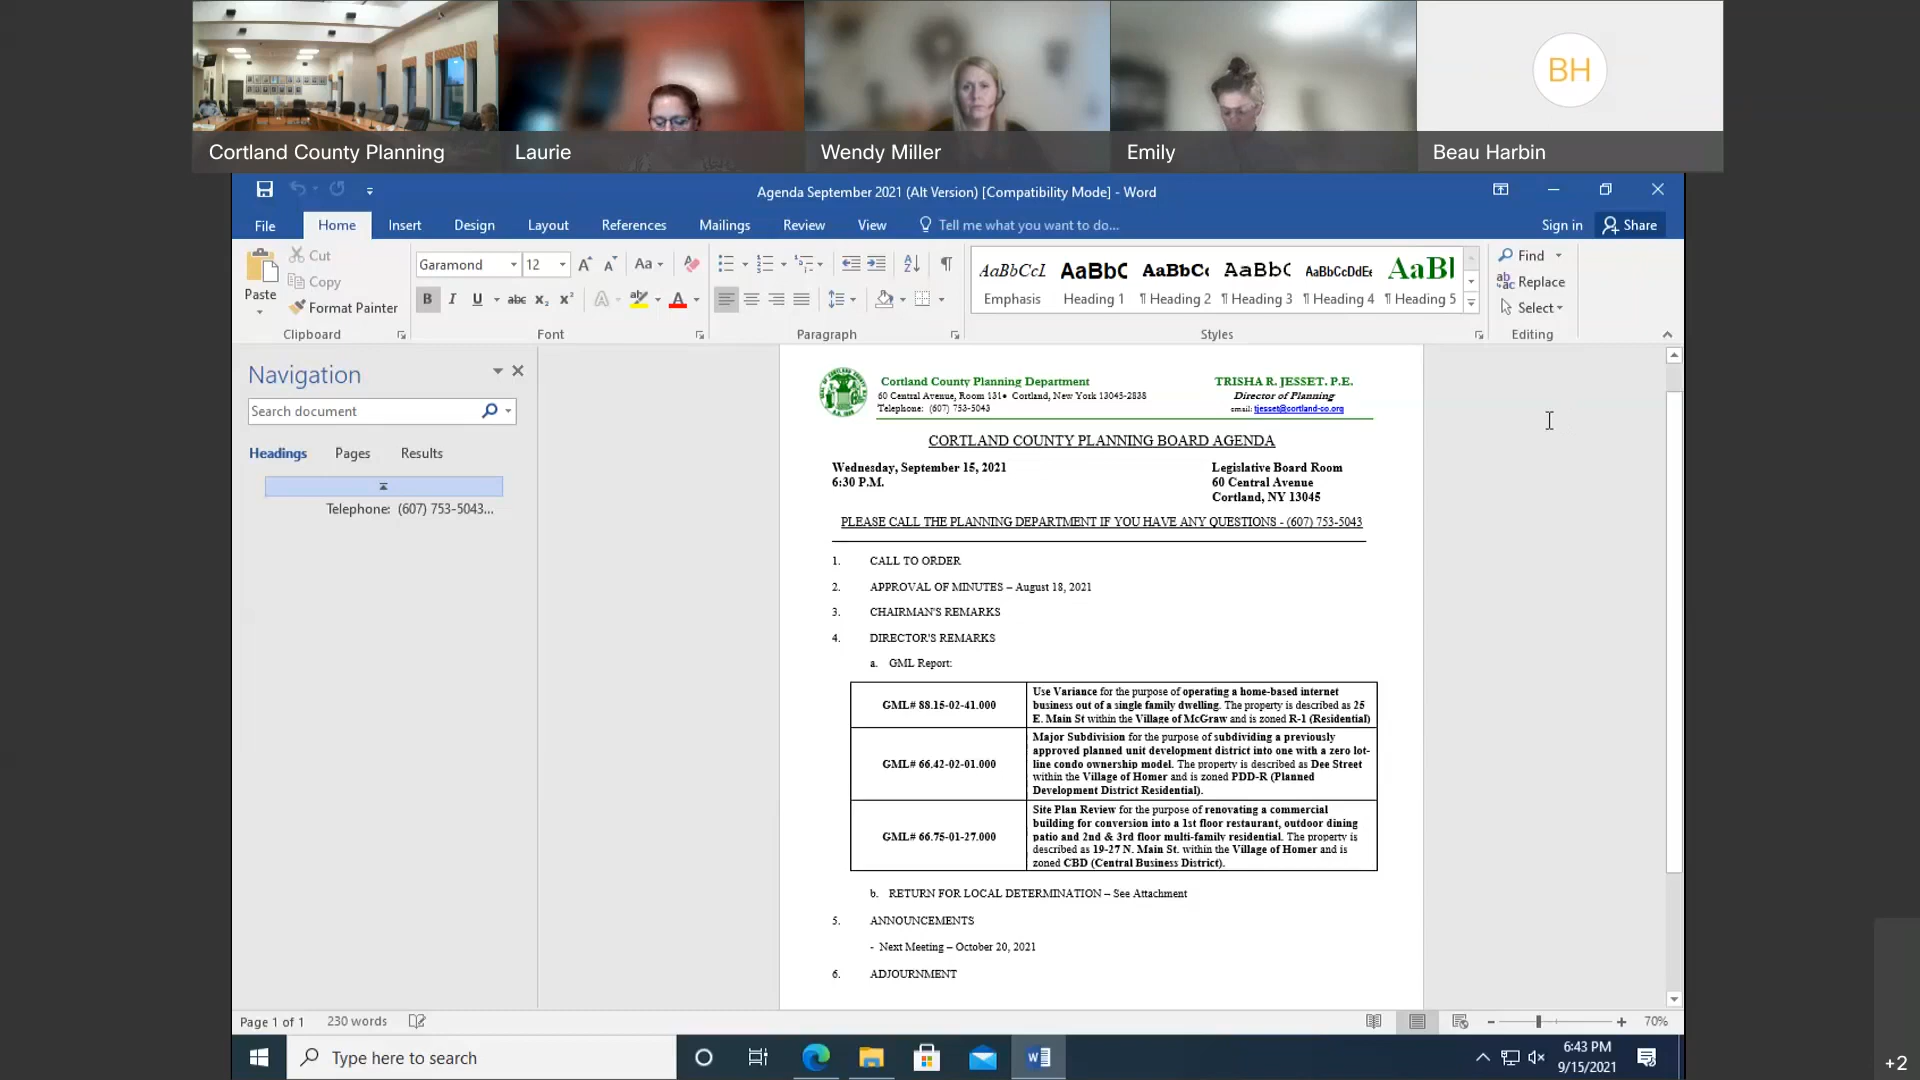 BH
Cortland County Planning
Laurie
Wendy Miller
Emily
Beau Harbin
Agenda September 2021 (Alt Version) [Compatibility Mode] - Word
File
Home
Insert
Design
Layout
References
Mailings
Review
View
Tell me what you want to do...
Sign in
Share
Paste
Cut
Copy
Format Painter
Clipboard
Garamond
12
Font
Paragraph
AaBbCcI
AaBbC
AaBbCc
AaBbC
AaBbCcDdEe
AaBl
Emphasis
Heading 1
¶ Heading 2
¶ Heading 3
¶ Heading 4
¶ Heading 5
Styles
Find
Replace
Select
Editing
Navigation
Search document
Headings
Pages
Results
Telephone: (607) 753-5043...
Cortland County Planning Department
60 Central Avenue, Room 131• Cortland, New York 13045-2838
Telephone: (607) 753-5043
TRISHA R. JESSET. P.E.
Director of Planning
email: tjesset@cortland-co.org
CORTLAND COUNTY PLANNING BOARD AGENDA
Wednesday, September 15, 2021
6:30 P.M.
Legislative Board Room
60 Central Avenue
Cortland, NY 13045
PLEASE CALL THE PLANNING DEPARTMENT IF YOU HAVE ANY QUESTIONS - (607) 753-5043
1. CALL TO ORDER
2. APPROVAL OF MINUTES – August 18, 2021
3. CHAIRMAN'S REMARKS
4. DIRECTOR'S REMARKS
a. GML Report:
GML# 88.15-02-41.000
Use Variance for the purpose of operating a home-based internet
business out of a single family dwelling. The property is described as 25
E. Main St within the Village of McGraw and is zoned R-1 (Residential)
GML# 66.42-02-01.000
Major Subdivision for the purpose of subdividing a previously
approved planned unit development district into one with a zero lot-
line condo ownership model. The property is described as Dee Street
within the Village of Homer and is zoned PDD-R (Planned
Development District Residential).
GML# 66.75-01-27.000
Site Plan Review for the purpose of renovating a commercial
building for conversion into a 1st floor restaurant, outdoor dining
patio and 2nd & 3rd floor multi-family residential. The property is
described as 19-27 N. Main St. within the Village of Homer and is
zoned CBD (Central Business District).
b. RETURN FOR LOCAL DETERMINATION – See Attachment
5. ANNOUNCEMENTS
- Next Meeting – October 20, 2021
6. ADJOURNMENT
Page 1 of 1
230 words
70%
Type here to search
6:43 PM
9/15/2021
+2